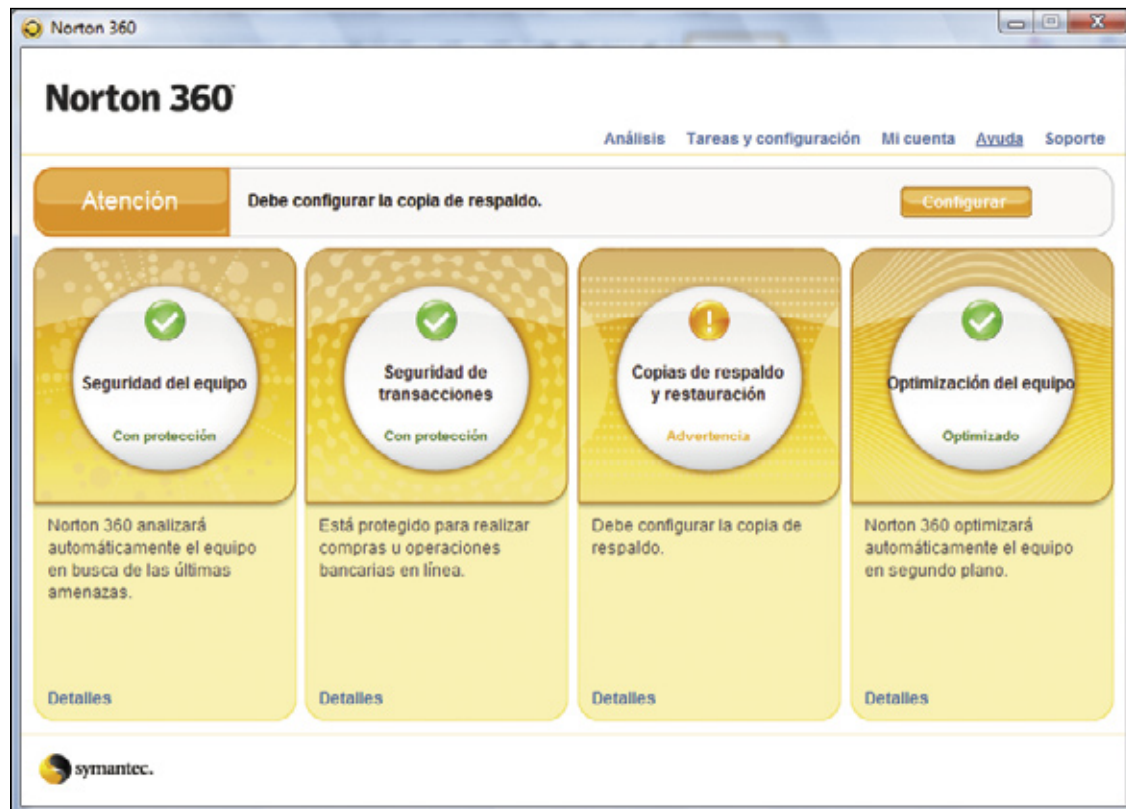 Norton 360
Norton 360
Análisis Tareas y configuración Mi cuenta Ayuda Soporte
Atención Debe configurar la copia de respaldo. Configurar
Seguridad del equipo
Con protección
Seguridad de
transacciones
Con protección
Copias de respaldo
y restauración
Advertencia
Optimización del equipo
Optimizado
Norton 360 analizará
automáticamente el equipo
en busca de las últimas
amenazas.
Detalles
Está protegido para realizar
compras u operaciones
bancarias en línea.
Detalles
Debe configurar la copia de
respaldo.
Detalles
Norton 360 optimizará
automáticamente el equipo
en segundo plano.
Detalles
symantec.